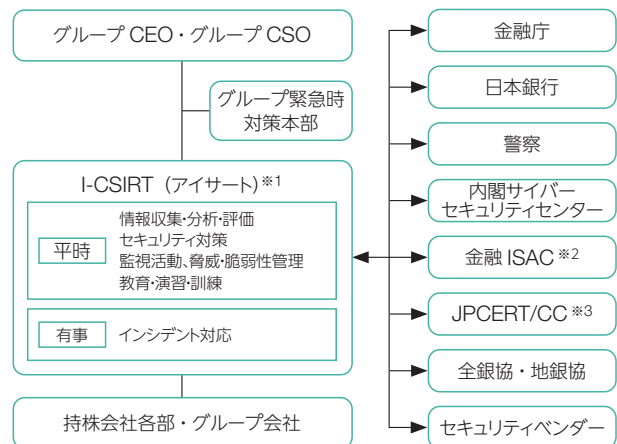 グループ CEO・グループ CSO
グループ緊急時
対策本部
I-CSIRT（アイサート）※1
平時
情報収集・分析・評価
セキュリティ対策
監視活動、脅威・脆弱性管理
教育・演習・訓練
有事
インシデント対応
持株会社各部・グループ会社
金融庁
日本銀行
警察
内閣サイバー
セキュリティセンター
金融 ISAC ※2
JPCERT/CC ※3
全銀協・地銀協
セキュリティベンダー